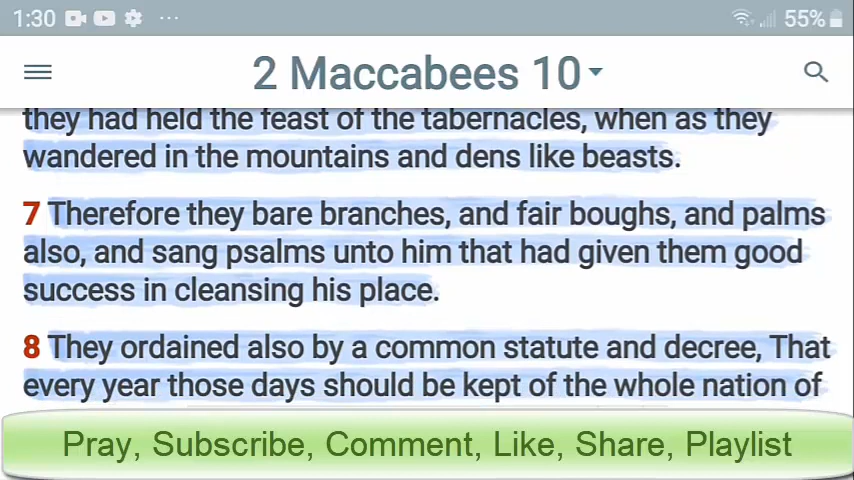 1:30 55%
2 Maccabees 10
they had held the feast of the tabernacles, when as they
wandered in the mountains and dens like beasts.
7 Therefore they bare branches, and fair boughs, and palms
also, and sang psalms unto him that had given them good
success in cleansing his place.
8 They ordained also by a common statute and decree, That
every year those days should be kept of the whole nation of
Pray, Subscribe, Comment, Like, Share, Playlist